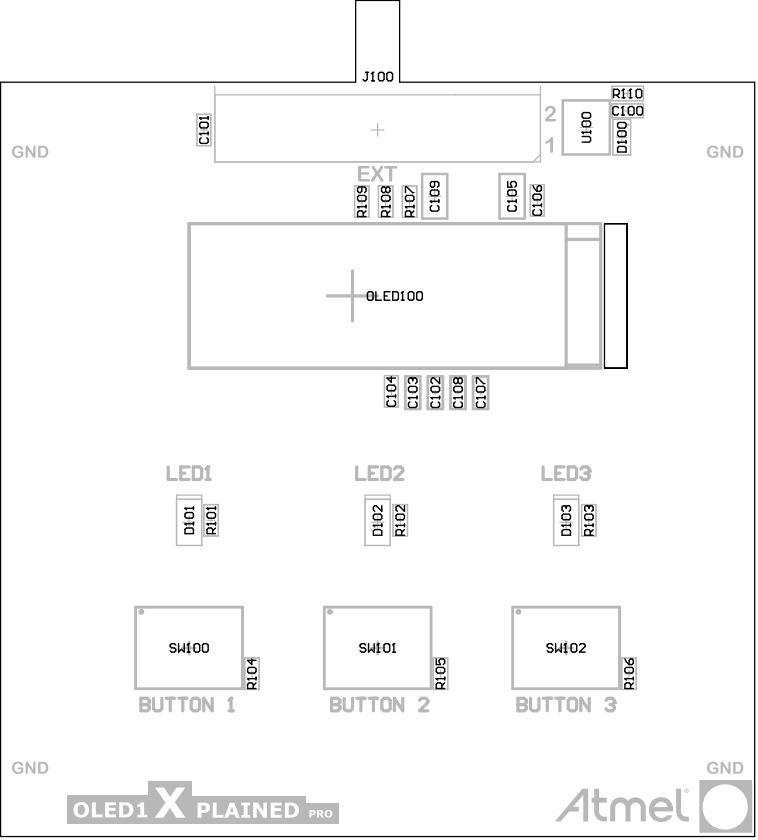 J100
R110
C100
D100
U100
2
1
C101
GND
GND
EXT
R109
R108
R107
C109
C105
C106
OLED100
C104
C103
C102
C108
C107
LED1
LED2
LED3
D101
R101
D102
R102
D103
R103
SW100
SW101
SW102
R104
R105
R106
BUTTON 1
BUTTON 2
BUTTON 3
GND
GND
OLED1 X PLAINED PRO
Atmel®